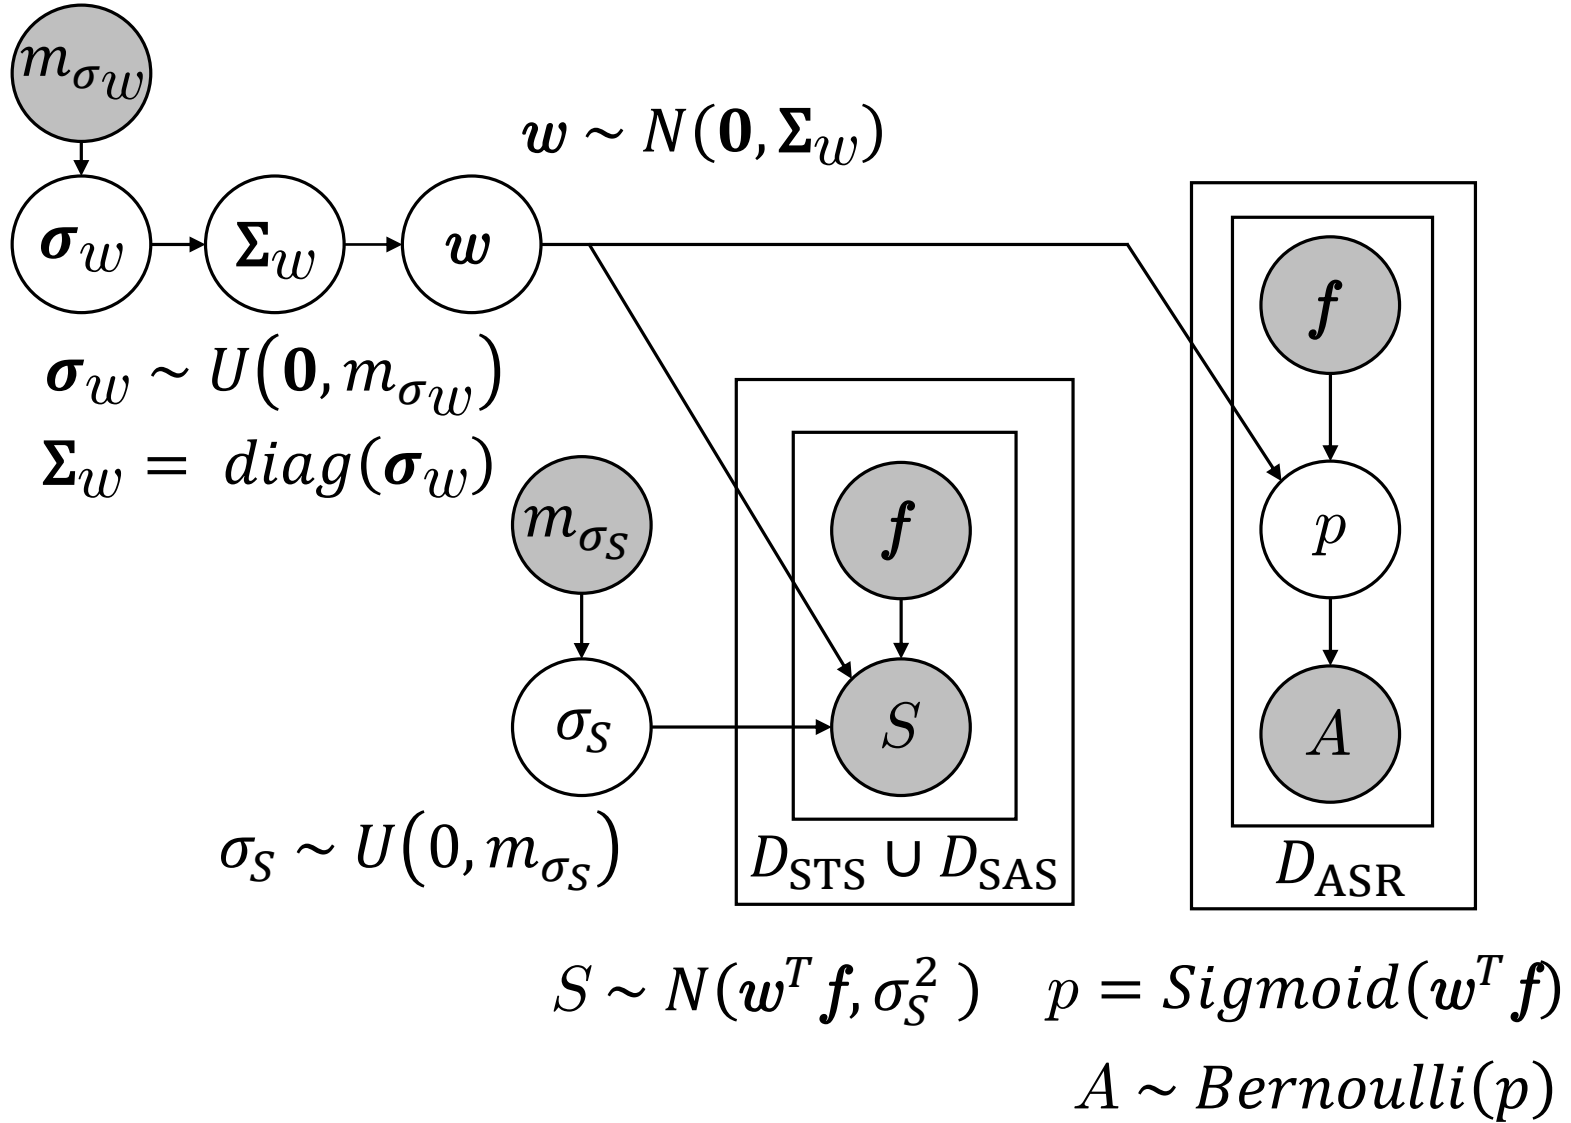 m_{σ_w}
w ~ N(0, Σ_w)
σ_w
Σ_w
w
f
σ_w ~ U(0, m_{σ_w})
Σ_w = diag(σ_w)
m_{σ_S}
f
p
σ_S
S
A
σ_S ~ U(0, m_{σ_S})
D_STS ∪ D_SAS
D_ASR
S ~ N(w^T f, σ_S^2)
p = Sigmoid(w^T f)
A ~ Bernoulli(p)